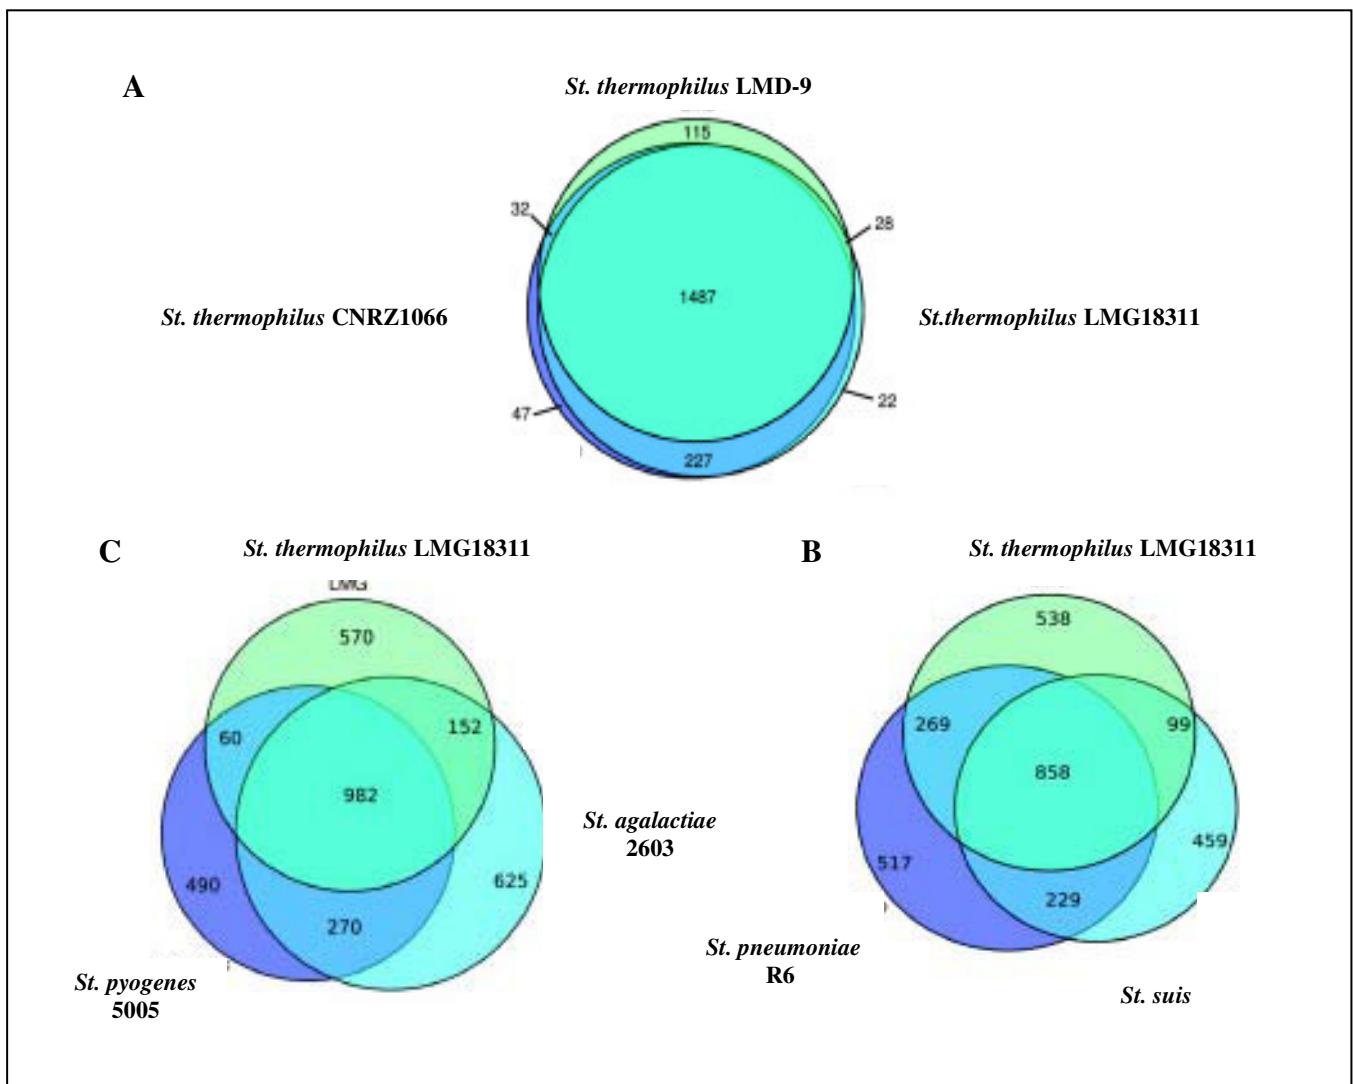 A
St. thermophilus LMD-9
115
32
28
1487
St. thermophilus CNRZ1066
St.thermophilus LMG18311
47
22
227
C
St. thermophilus LMG18311
LMG
570
60
152
982
St. agalactiae
2603
490
625
270
St. pyogenes
5005
B
St. thermophilus LMG18311
538
269
99
858
459
517
229
St. pneumoniae
R6
St. suis